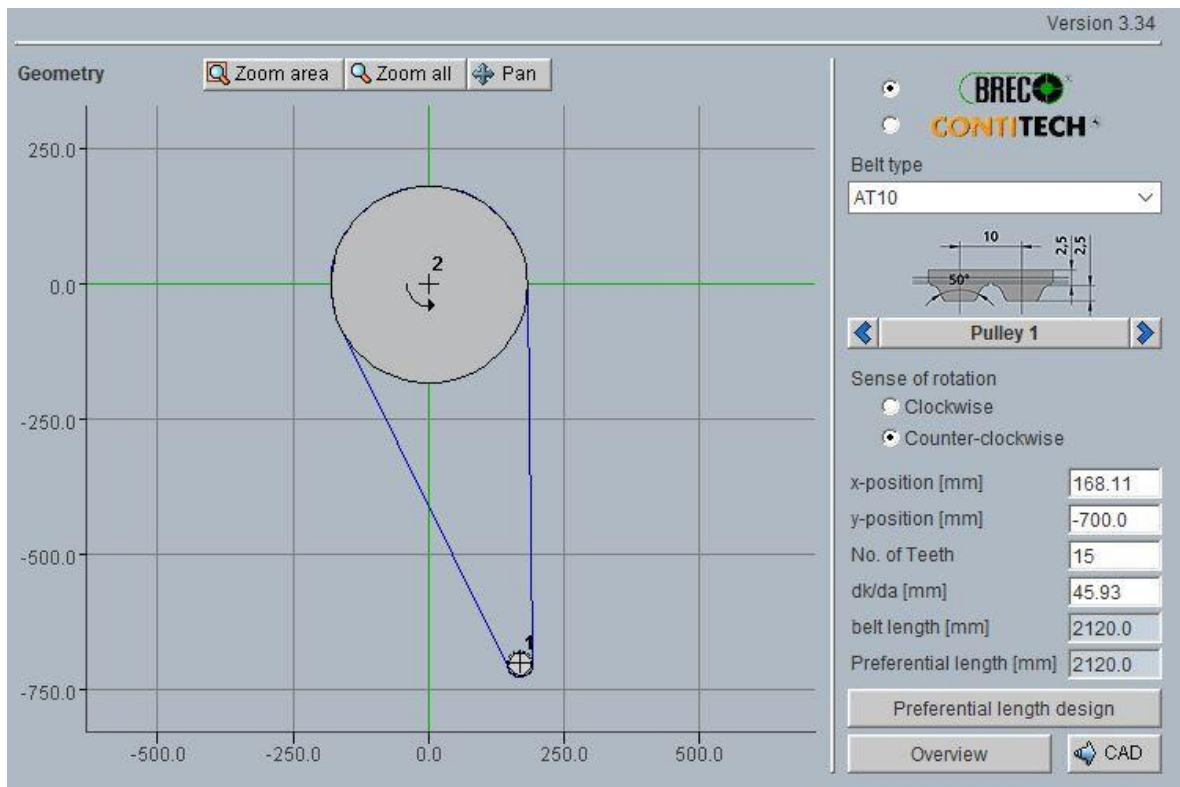 Version 3.34
Geometry
Zoom area
Zoom all
Pan
250.0
0.0
-250.0
-500.0
-750.0
-500.0
-250.0
0.0
250.0
500.0
2
1
BRECO
CONTITECH
Belt type
AT10
10
2,5
2,5
50°
Pulley 1
Sense of rotation
Clockwise
Counter-clockwise
x-position [mm] 168.11
y-position [mm] -700.0
No. of Teeth 15
dk/da [mm] 45.93
belt length [mm] 2120.0
Preferential length [mm] 2120.0
Preferential length design
Overview
CAD